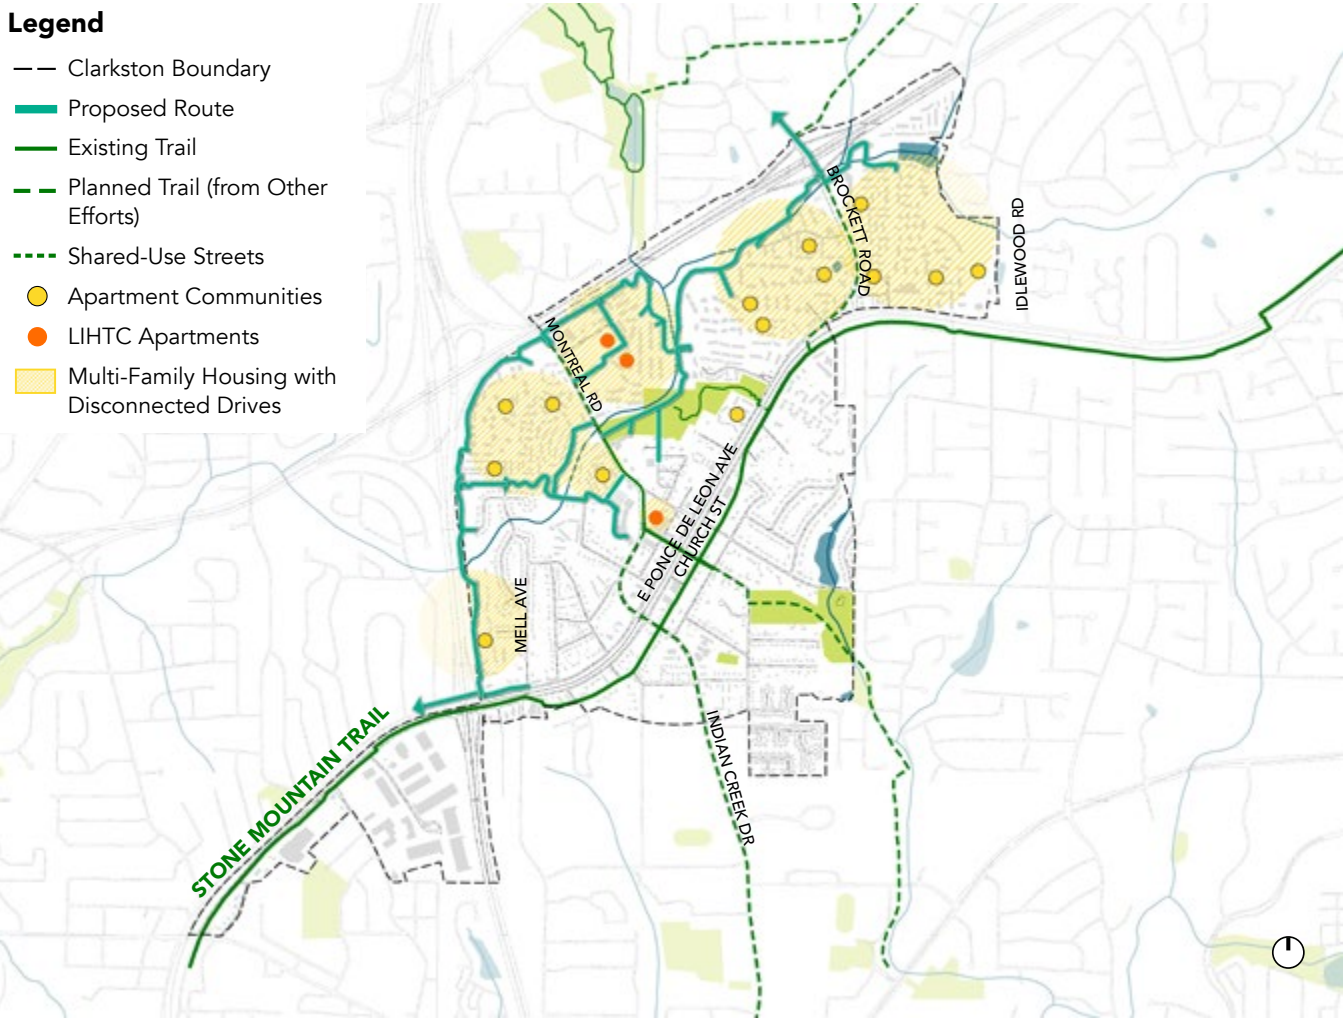 Legend
Clarkston Boundary
Proposed Route
Existing Trail
Planned Trail (from Other
Efforts)
Shared-Use Streets
Apartment Communities
LIHTC Apartments
Multi-Family Housing with
Disconnected Drives
BROCKETT ROAD
IDLEWOOD RD
MONTREAL RD
E PONCE DE LEON AVE
CHURCH ST
MELL AVE
INDIAN CREEK DR
STONE MOUNTAIN TRAIL